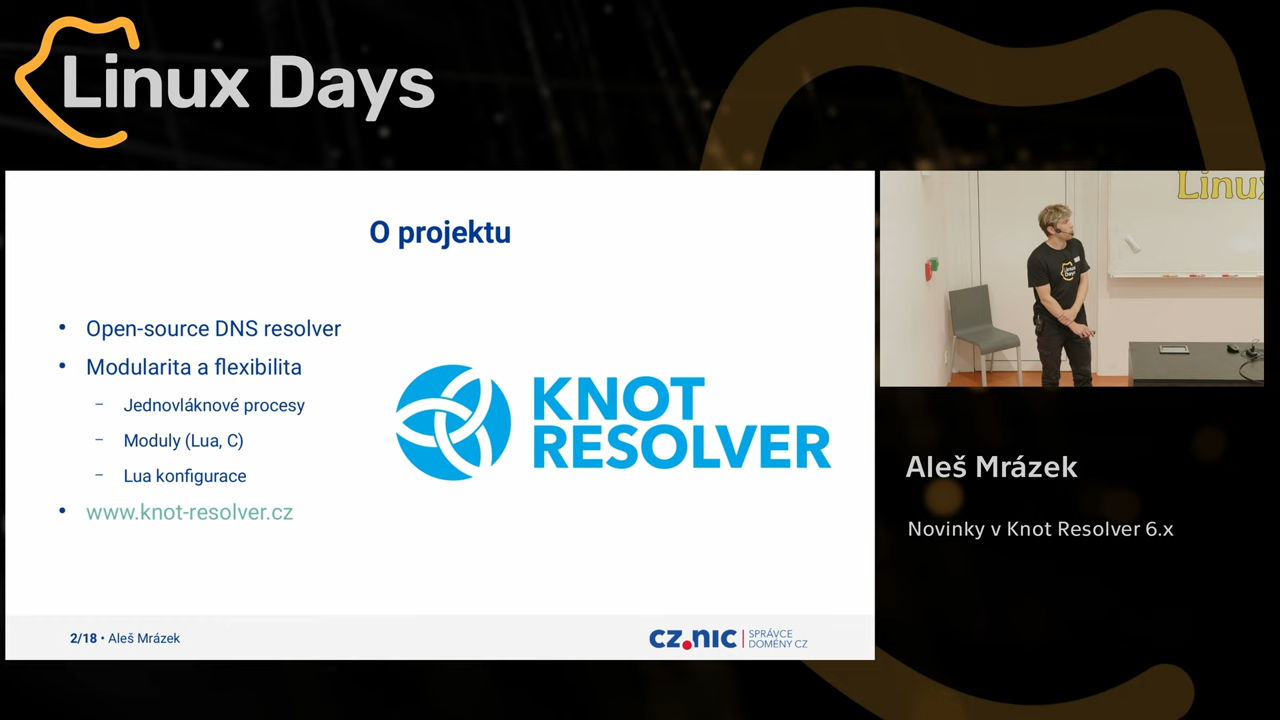 Linux Days
O projektu
• Open-source DNS resolver
• Modularita a flexibilita
– Jednovláknové procesy
– Moduly (Lua, C)
– Lua konfigurace
• www.knot-resolver.cz
KNOT
RESOLVER
2/18 • Aleš Mrázek
cz.nic
SPRÁVCE
DOMÉNY CZ
Linux
Days
Aleš Mrázek
Novinky v Knot Resolver 6.x